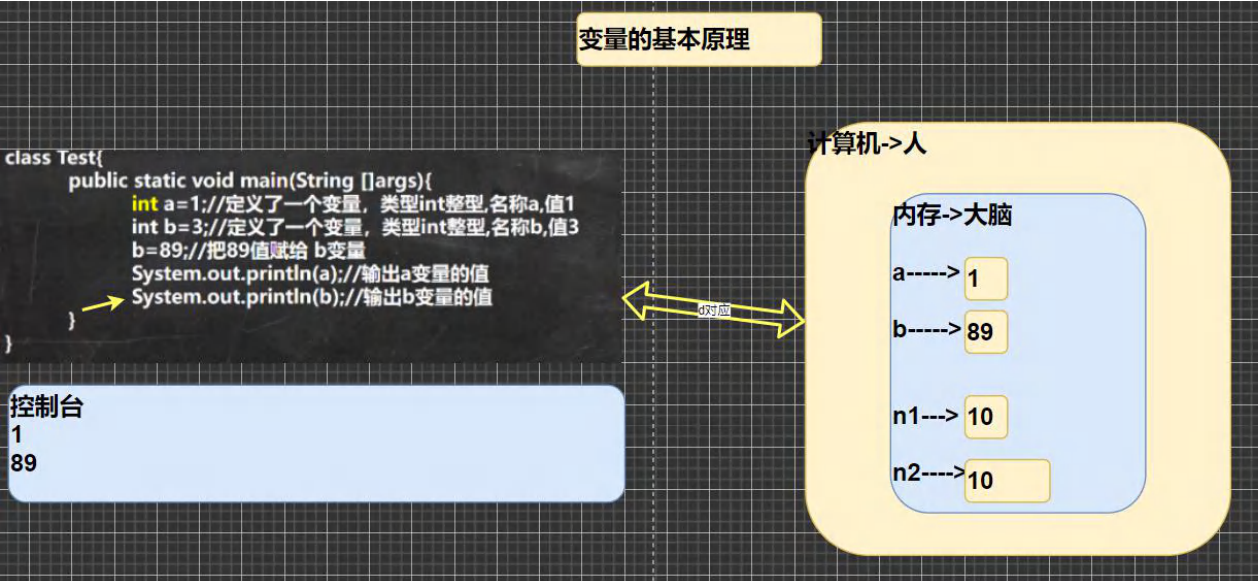 变量的基本原理
class Test{
public static void main(String []args){
int a=1;//定义了一个变量，类型int整型,名称a,值1
int b=3;//定义了一个变量，类型int整型,名称b,值3
b=89;//把89值赋给 b变量
System.out.println(a);//输出a变量的值
System.out.println(b);//输出b变量的值
}
}
控制台
1
89
d对应
计算机->人
内存->大脑
a-----> 1
b-----> 89
n1---> 10
n2----> 10